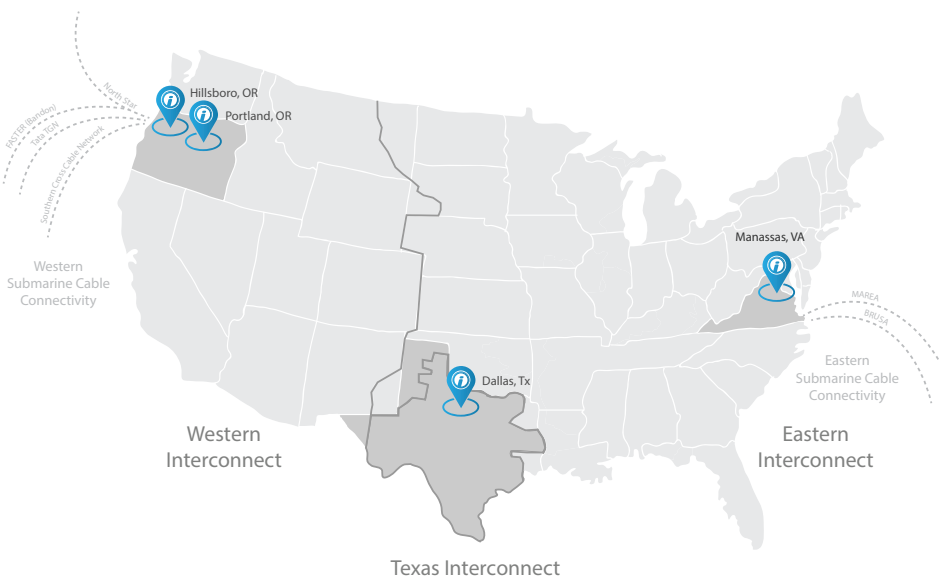 North Star
FASTER (Bandon)
Tata TGN
Southern Cross Cable Network
Hillsboro, OR
Portland, OR
Western
Submarine Cable
Connectivity
Manassas, VA
MAREA
BRUSA
Eastern
Submarine Cable
Connectivity
Dallas, Tx
Western
Interconnect
Eastern
Interconnect
Texas Interconnect